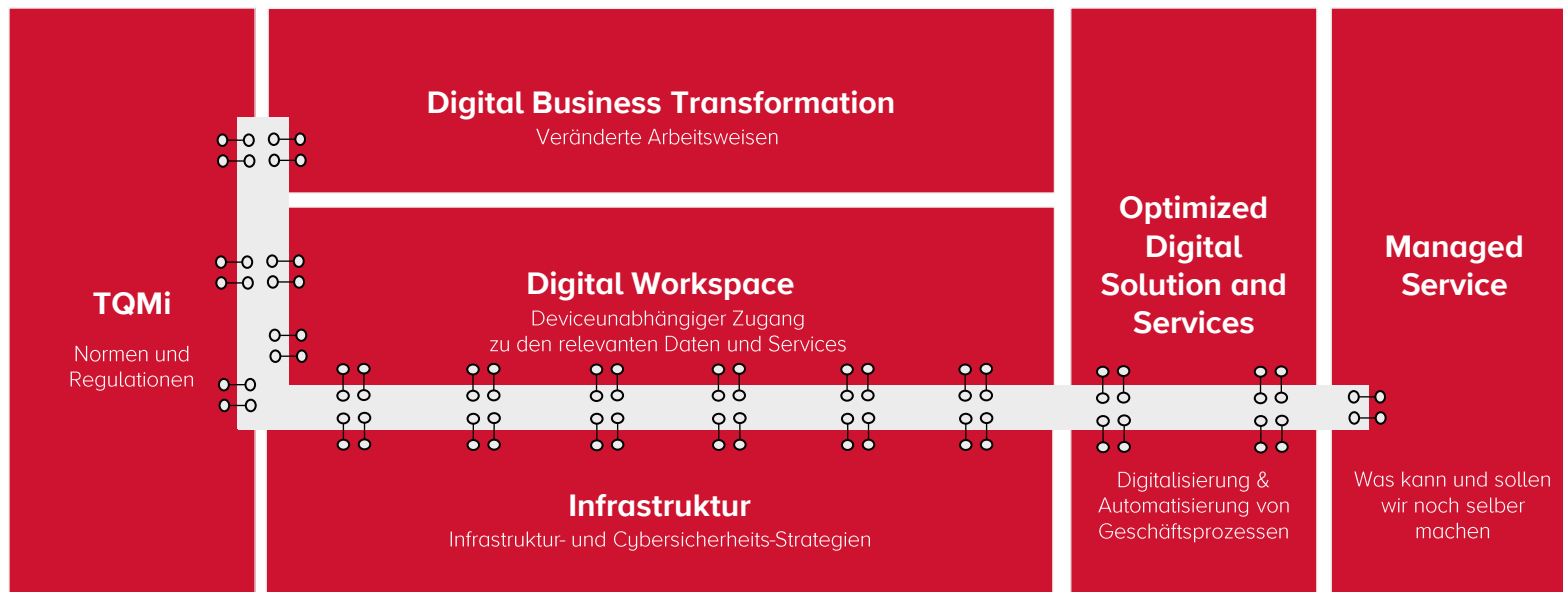 TQMi
Normen und
Regulationen
Digital Business Transformation
Veränderte Arbeitsweisen
Digital Workspace
Deviceunabhängiger Zugang
zu den relevanten Daten und Services
Infrastruktur
Infrastruktur- und Cybersicherheits-Strategien
Optimized
Digital
Solution and
Services
Digitalisierung &
Automatisierung von
Geschäftsprozessen
Managed
Service
Was kann und sollen
wir noch selber
machen